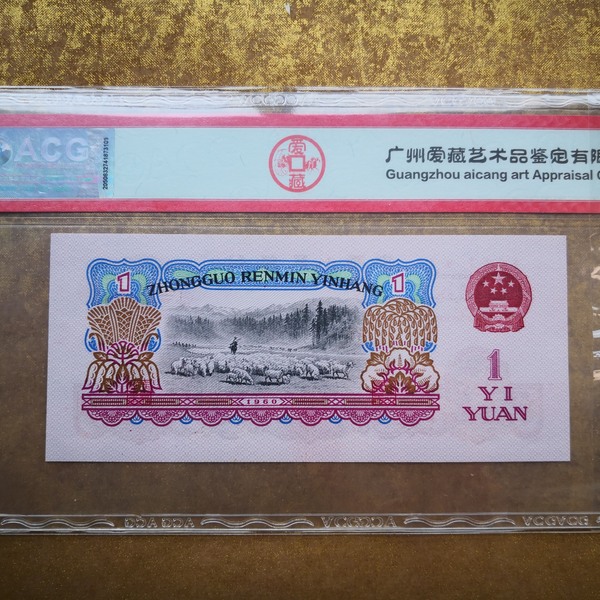 ACG
2059632741873103
爱藏
广州爱藏艺术品鉴定有限
Guangzhou aicang art Appraisal C
1 ZHONGGUO RENMIN YINHANG 1
1
YI
YUAN
1960